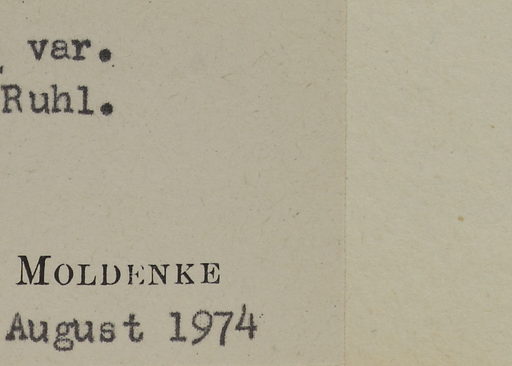 var.
Ruhl.
MOLDENKE
August 1974